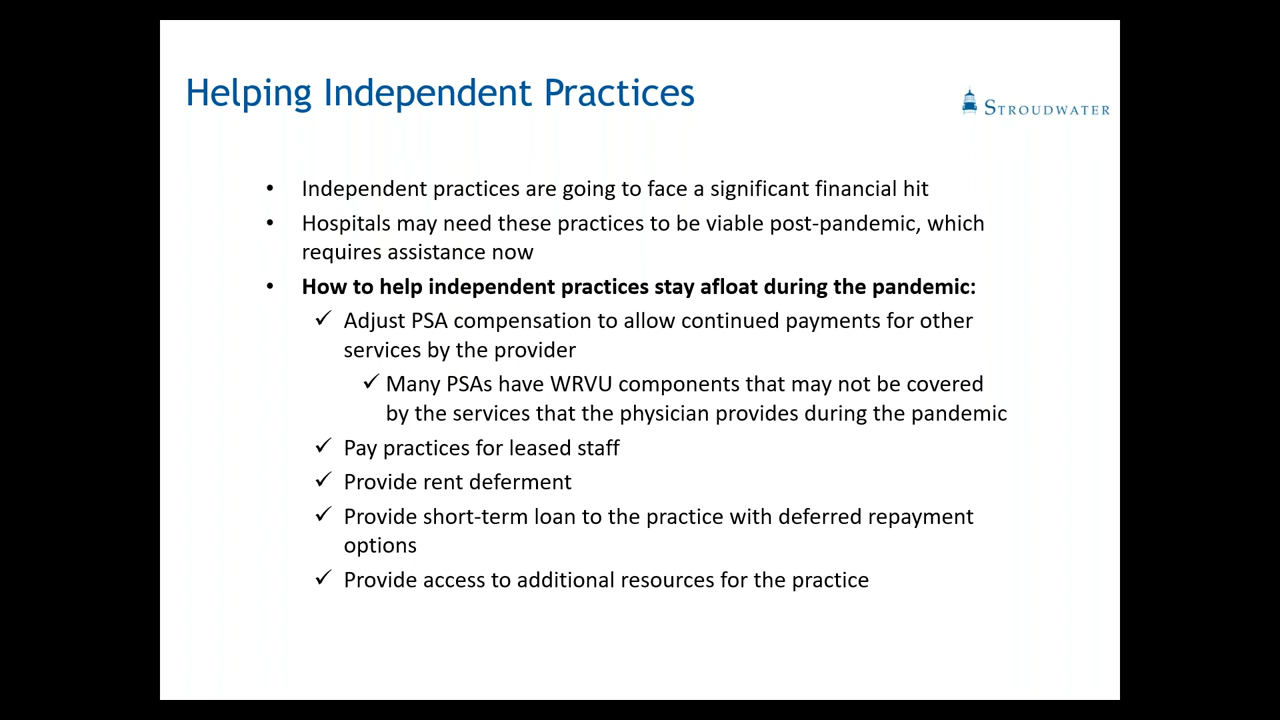 Helping Independent Practices
STROUDWATER
• Independent practices are going to face a significant financial hit
• Hospitals may need these practices to be viable post-pandemic, which
requires assistance now
• How to help independent practices stay afloat during the pandemic:
✓ Adjust PSA compensation to allow continued payments for other
services by the provider
✓ Many PSAs have WRVU components that may not be covered
by the services that the physician provides during the pandemic
✓ Pay practices for leased staff
✓ Provide rent deferment
✓ Provide short-term loan to the practice with deferred repayment
options
✓ Provide access to additional resources for the practice